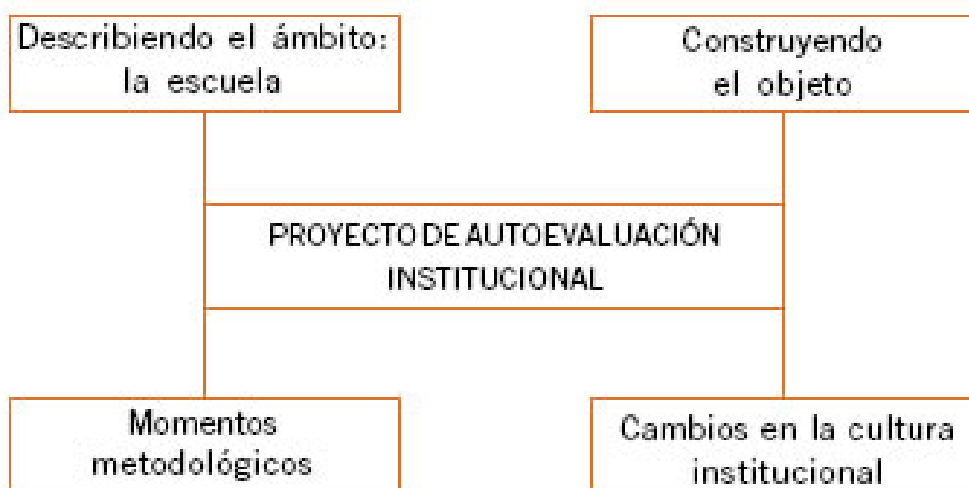 Describiendo el ámbito:
la escuela
Construyendo
el objeto
PROYECTO DE AUTOEVALUACIÓN
INSTITUCIONAL
Momentos
metodológicos
Cambios en la cultura
institucional